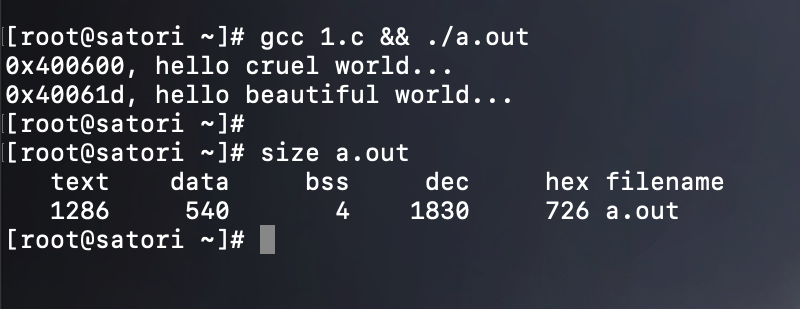 [root@satori ~]# gcc 1.c && ./a.out
0x400600, hello cruel world...
0x40061d, hello beautiful world...
[root@satori ~]#
[root@satori ~]# size a.out
   text    data     bss     dec     hex filename
   1286     540       4    1830     726 a.out
[root@satori ~]#